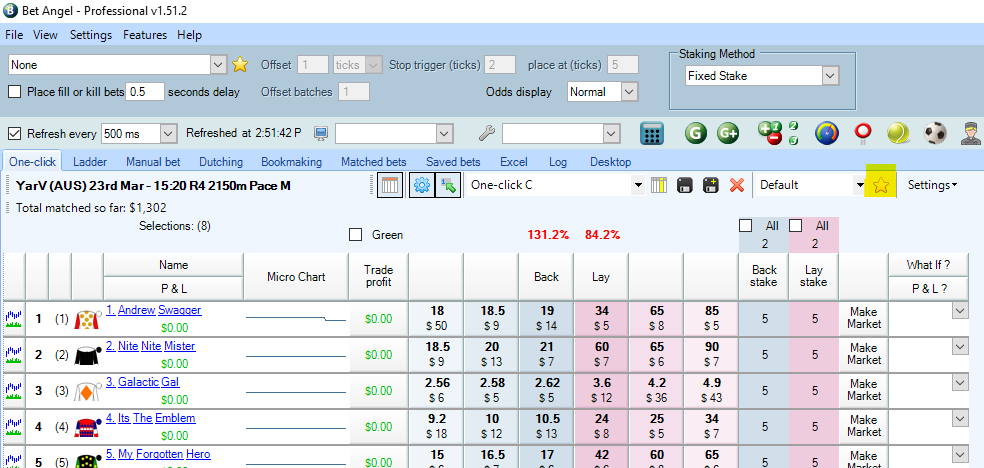 Bet Angel - Professional v1.51.2
File View Settings Features Help
None Offset 1 ticks Stop trigger (ticks) 2 place at (ticks) 5
Staking Method
Fixed Stake
Place fill or kill bets 0.5 seconds delay Offset batches 1 Odds display Normal
Refresh every 500 ms Refreshed at 2:51:42 P G G+ 2 3
One-click Ladder Manual bet Dutching Bookmaking Matched bets Saved bets Excel Log Desktop
YarV (AUS) 23rd Mar - 15:20 R4 2150m Pace M One-click C Default Settings
Total matched so far: $1,302
Selections: (8) Green 131.2% 84.2% All 2 All 2
Name P & L Micro Chart Trade profit Back Lay Back stake Lay stake What If ? P & L ?
1 (1) 1. Andrew Swagger $0.00 $0.00 18 18.5 19 34 65 85
$ 50 $ 9 $ 14 $ 5 $ 8 $ 5 5 5 Make Market
2 (2) 2. Nite Nite Mister $0.00 $0.00 18.5 20 21 60 65 90
$ 9 $ 13 $ 7 $ 7 $ 6 $ 7 5 5 Make Market
3 (3) 3. Galactic Gal $0.00 $0.00 2.56 2.58 2.62 3.6 4.2 4.9
$ 6 $ 5 $ 5 $ 12 $ 36 $ 43 5 5 Make Market
4 (4) 4. Its The Emblem $0.00 $0.00 9.2 10 10.5 24 25 34
$ 18 $ 12 $ 13 $ 8 $ 5 $ 7 5 5 Make Market
5 (5) 5. My Forgotten Hero $0.00 15 16.5 17 42 60 65
5 5 Make